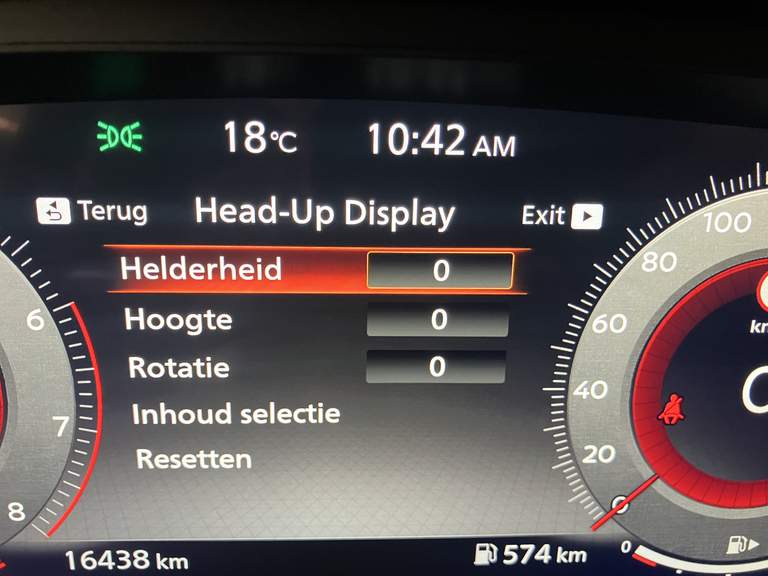 18°C 10:42 AM
Terug Head-Up Display Exit
Helderheid 0
Hoogte 0
Rotatie 0
Inhoud selectie
Resetten
6
7
8
100
80
60
40
20
0
16438 km
574 km
0